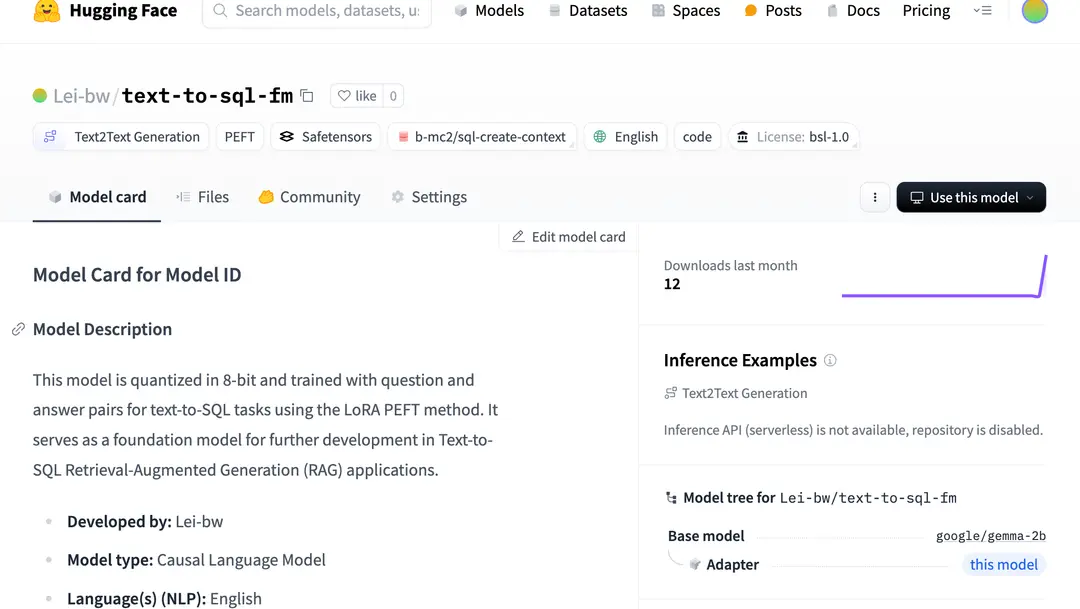 Hugging Face
Search models, datasets, u
Models
Datasets
Spaces
Posts
Docs
Pricing
Lei-bw/text-to-sql-fm
like 0
Text2Text Generation
PEFT
Safetensors
b-mc2/sql-create-context
English
code
License: bsl-1.0
Model card
Files
Community
Settings
Use this model
Edit model card
Model Card for Model ID
Model Description
This model is quantized in 8-bit and trained with question and
answer pairs for text-to-SQL tasks using the LoRA PEFT method. It
serves as a foundation model for further development in Text-to-
SQL Retrieval-Augmented Generation (RAG) applications.
Developed by: Lei-bw
Model type: Causal Language Model
Language(s) (NLP): English
Downloads last month
12
Inference Examples
Text2Text Generation
Inference API (serverless) is not available, repository is disabled.
Model tree for Lei-bw/text-to-sql-fm
Base model
google/gemma-2b
Adapter
this model